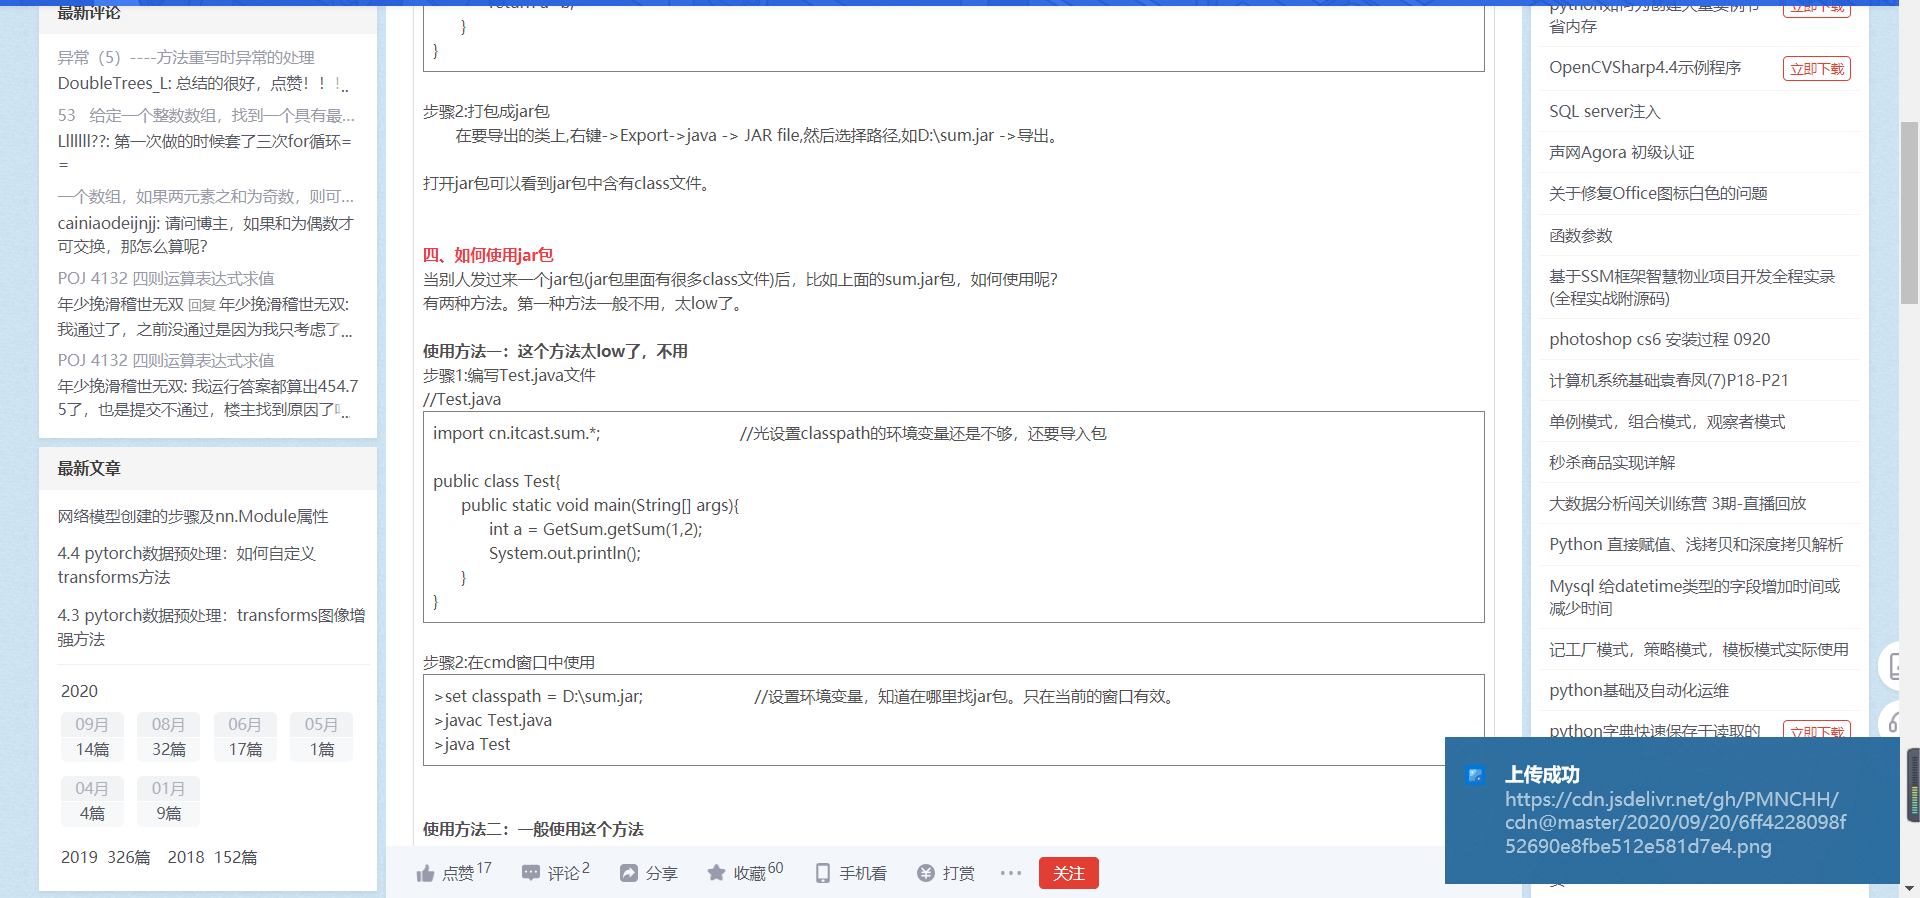 最新评论
异常（5）----方法重写时异常的处理
DoubleTrees_L: 总结的很好，点赞！！！...
53   给定一个整数数组，找到一个具有最...
Lllllll??: 第一次做的时候套了三次for循环=
=
一个数组，如果两元素之和为奇数，则可...
cainiaodeijnjj: 请问博主，如果和为偶数才
可交换，那怎么算呢？
POJ 4132 四则运算表达式求值
年少挽滑稽世无双 回复 年少挽滑稽世无双:
我通过了，之前没通过是因为我只考虑了...
POJ 4132 四则运算表达式求值
年少挽滑稽世无双: 我运行答案都算出454.7
5了，也是提交不通过，楼主找到原因了...
最新文章
网络模型创建的步骤及nn.Module属性
4.4 pytorch数据预处理：如何自定义
transforms方法
4.3 pytorch数据预处理：transforms图像增
强方法
2020
09月 08月 06月 05月
14篇 32篇 17篇 1篇
04月 01月
4篇 9篇
2019  326篇    2018  152篇
return a+b;
}
}
步骤2:打包成jar包
在要导出的类上,右键->Export->java -> JAR file,然后选择路径,如D:\sum.jar ->导出。
打开jar包可以看到jar包中含有class文件。
四、如何使用jar包
当别人发过来一个jar包(jar包里面有很多class文件)后，比如上面的sum.jar包，如何使用呢？
有两种方法。第一种方法一般不用，太low了。
使用方法一：这个方法太low了，不用
步骤1:编写Test.java文件
//Test.java
import cn.itcast.sum.*;                //光设置classpath的环境变量还是不够，还要导入包
public class Test{
public static void main(String[] args){
int a = GetSum.getSum(1,2);
System.out.println();
}
}
步骤2:在cmd窗口中使用
>set classpath = D:\sum.jar;             //设置环境变量，知道在哪里找jar包。只在当前的窗口有效。
>javac Test.java
>java Test
使用方法二：一般使用这个方法
点赞17 评论2 分享 收藏60 手机看 打赏 ··· 关注
python如何为创建大量实例节 立即下载
省内存
OpenCVSharp4.4示例程序 立即下载
SQL server注入
声网Agora 初级认证
关于修复Office图标白色的问题
函数参数
基于SSM框架智慧物业项目开发全程实录
(全程实战附源码)
photoshop cs6 安装过程 0920
计算机系统基础袁春凤(7)P18-P21
单例模式，组合模式，观察者模式
秒杀商品实现详解
大数据分析闯关训练营 3期-直播回放
Python 直接赋值、浅拷贝和深度拷贝解析
Mysql 给datetime类型的字段增加时间或
减少时间
记工厂模式，策略模式，模板模式实际使用
python基础及自动化运维
python字典快速保存于读取的 立即下载
上传成功
https://cdn.jsdelivr.net/gh/PMNCHH/
cdn@master/2020/09/20/6ff4228098f
52690e8fbe512e581d7e4.png